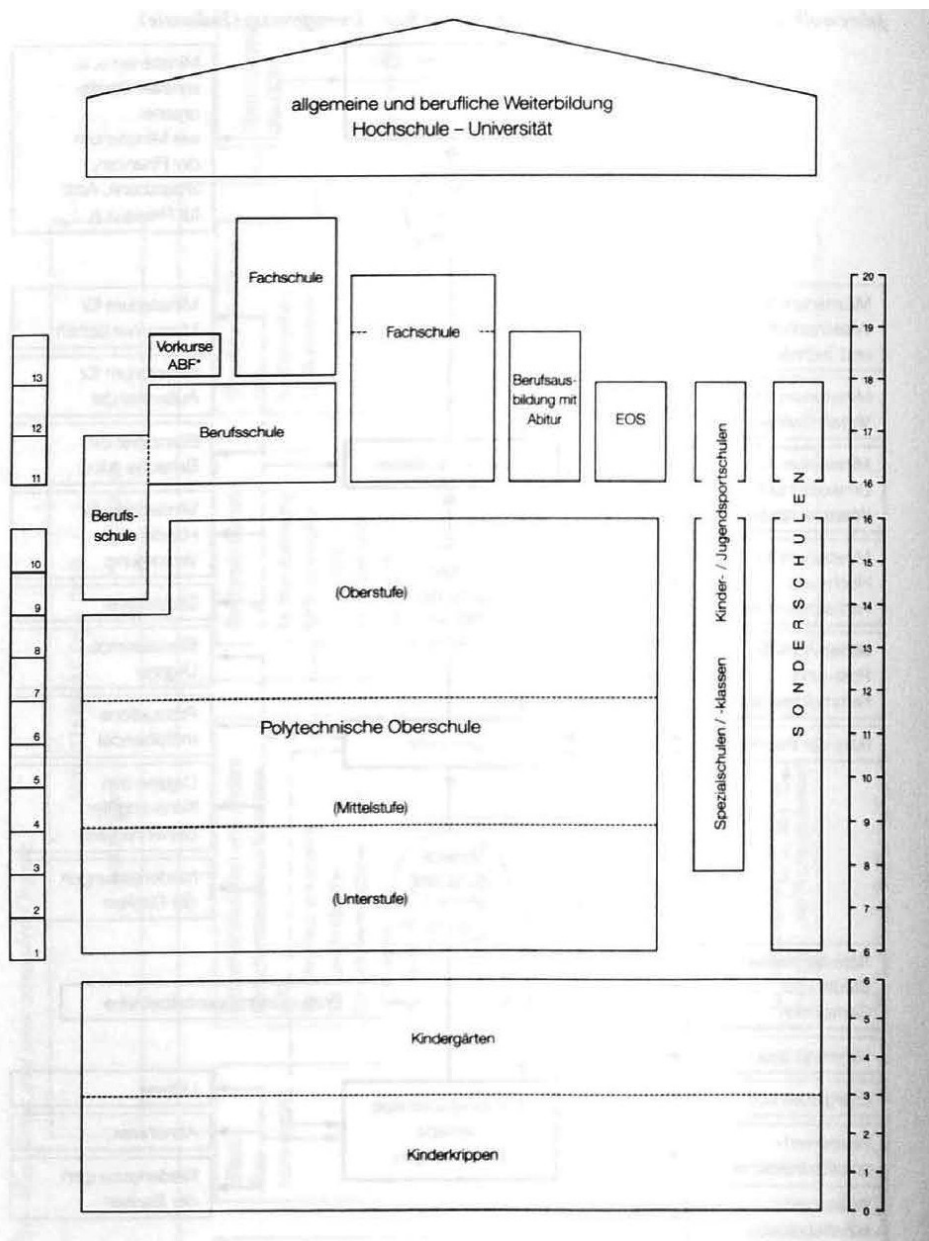 allgemeine und berufliche Weiterbildung
Hochschule – Universität
Fachschule
Fachschule
Vorkurse
ABF*
Berufsschule
Berufsaus-
bildung mit
Abitur
EOS
Berufs-
schule
(Oberstufe)
Polytechnische Oberschule
(Mittelstufe)
(Unterstufe)
Spezialschulen / -klassen Kinder- / Jugendsportschulen
SONDERSCHULEN
Kindergärten
Kinderkrippen
13
12
11
10
9
8
7
6
5
4
3
2
1
20
19
18
17
16
16
15
14
13
12
11
10
9
8
7
6
6
5
4
3
2
1
0